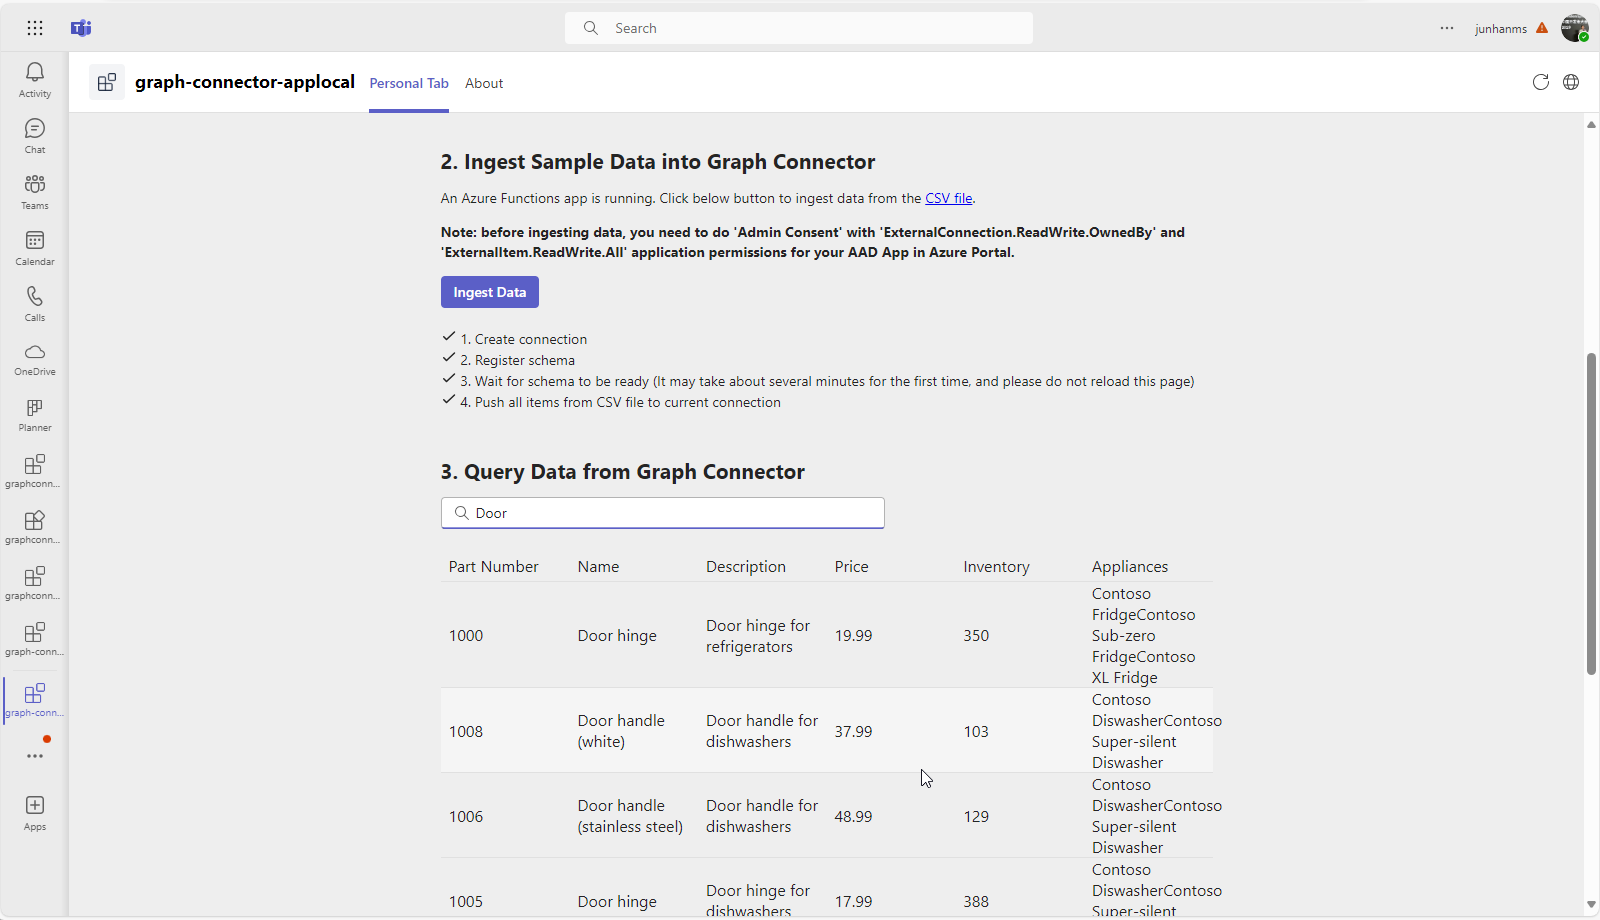 Search
junhanms
graph-connector-applocal
Personal Tab
About
Activity
Chat
Teams
Calendar
Calls
OneDrive
Planner
graphconn...
graphconn...
graphconn...
graph-conn...
graph-conn...
Apps
2. Ingest Sample Data into Graph Connector
An Azure Functions app is running. Click below button to ingest data from the CSV file.
Note: before ingesting data, you need to do 'Admin Consent' with 'ExternalConnection.ReadWrite.OwnedBy' and
'ExternalItem.ReadWrite.All' application permissions for your AAD App in Azure Portal.
Ingest Data
1. Create connection
2. Register schema
3. Wait for schema to be ready (It may take about several minutes for the first time, and please do not reload this page)
4. Push all items from CSV file to current connection
3. Query Data from Graph Connector
Door
Part Number Name Description Price Inventory Appliances
1000
Door hinge
Door hinge for
refrigerators
19.99
350
Contoso
FridgeContoso
Sub-zero
FridgeContoso
XL Fridge
1008
Door handle
(white)
Door handle for
dishwashers
37.99
103
Contoso
DiswasherContoso
Super-silent
Diswasher
1006
Door handle
(stainless steel)
Door handle for
dishwashers
48.99
129
Contoso
DiswasherContoso
Super-silent
Diswasher
1005
Door hinge
Door hinge for
dishwashers
17.99
388
Contoso
DiswasherContoso
Super-silent